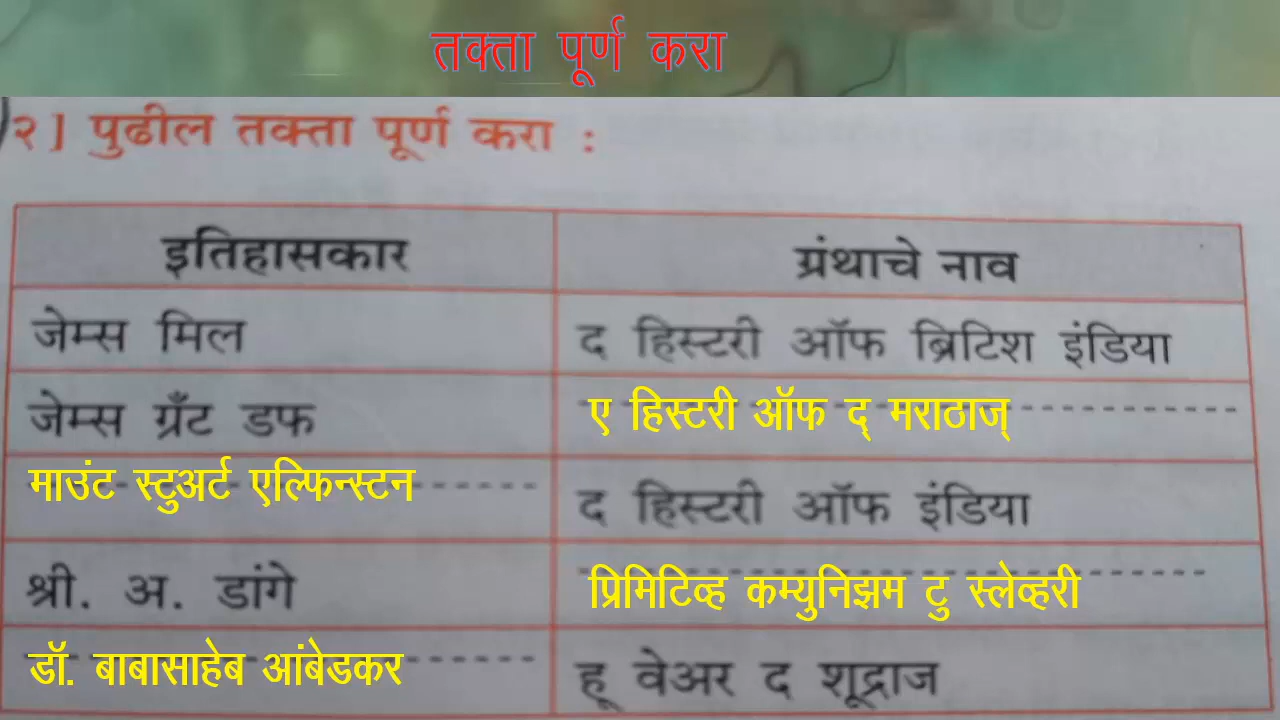 तक्ता पूर्ण करा
२] पुढील तक्ता पूर्ण करा :
इतिहासकार ग्रंथाचे नाव
जेम्स मिल द हिस्टरी ऑफ ब्रिटिश इंडिया
जेम्स ग्रँट डफ ए हिस्टरी ऑफ द् मराठाज्
माउंट स्टुअर्ट एल्फिन्स्टन द हिस्टरी ऑफ इंडिया
श्री. अ. डांगे प्रिमिटिव्ह कम्युनिझम टु स्लेव्हरी
डॉ. बाबासाहेब आंबेडकर हू वेअर द शूद्राज